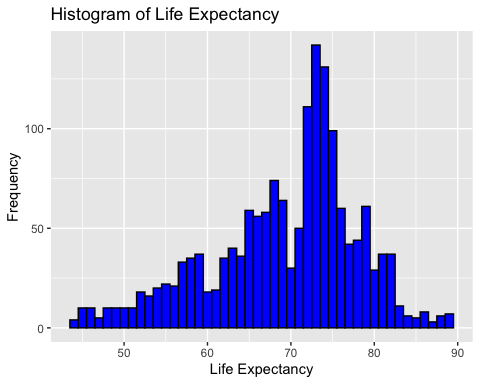 Histogram of Life Expectancy
Frequency
100
50
0
50 60 70 80 90
Life Expectancy